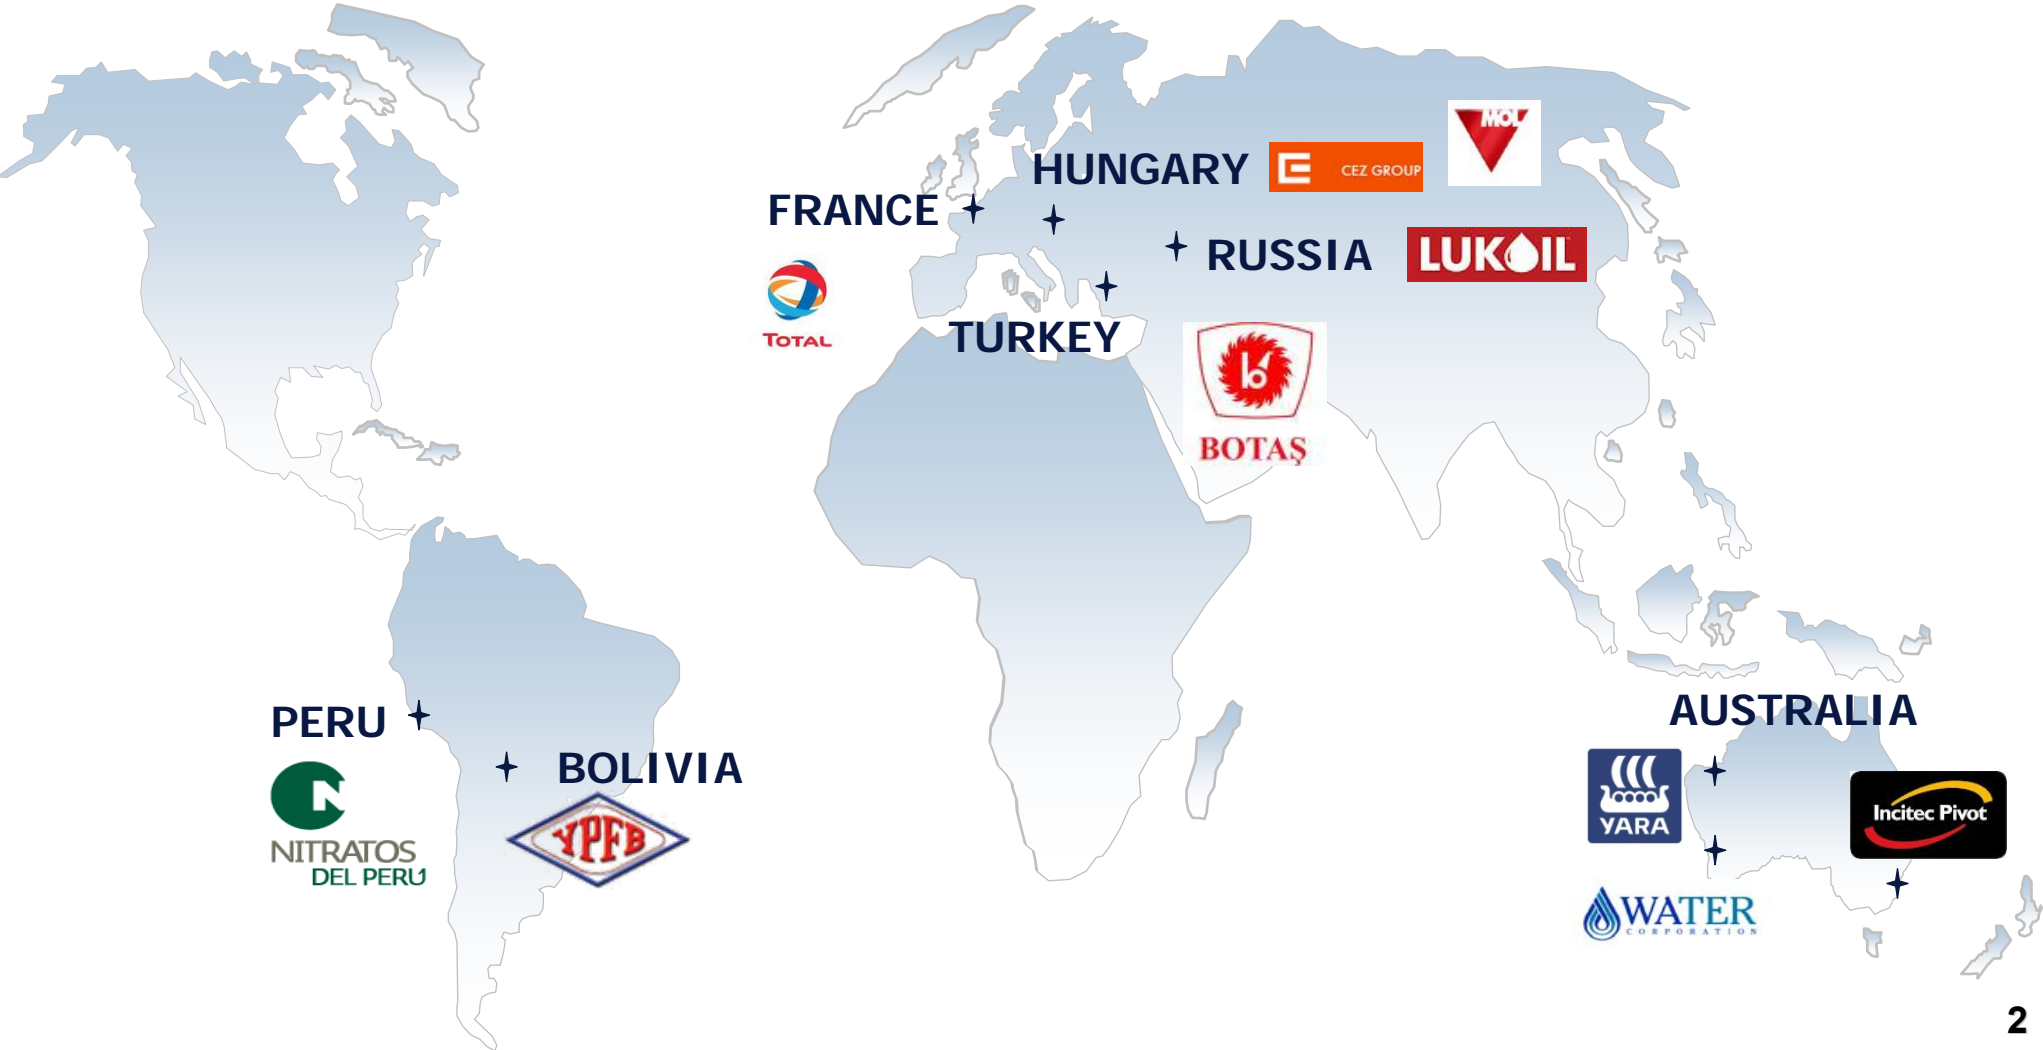 HUNGARY
CEZ GROUP
MOL
FRANCE
RUSSIA
LUKOIL
TOTAL
TURKEY
BOTAŞ
PERU
NITRATOS
DEL PERU
BOLIVIA
YPFB
AUSTRALIA
YARA
Incitec Pivot
WATER
CORPORATION
2